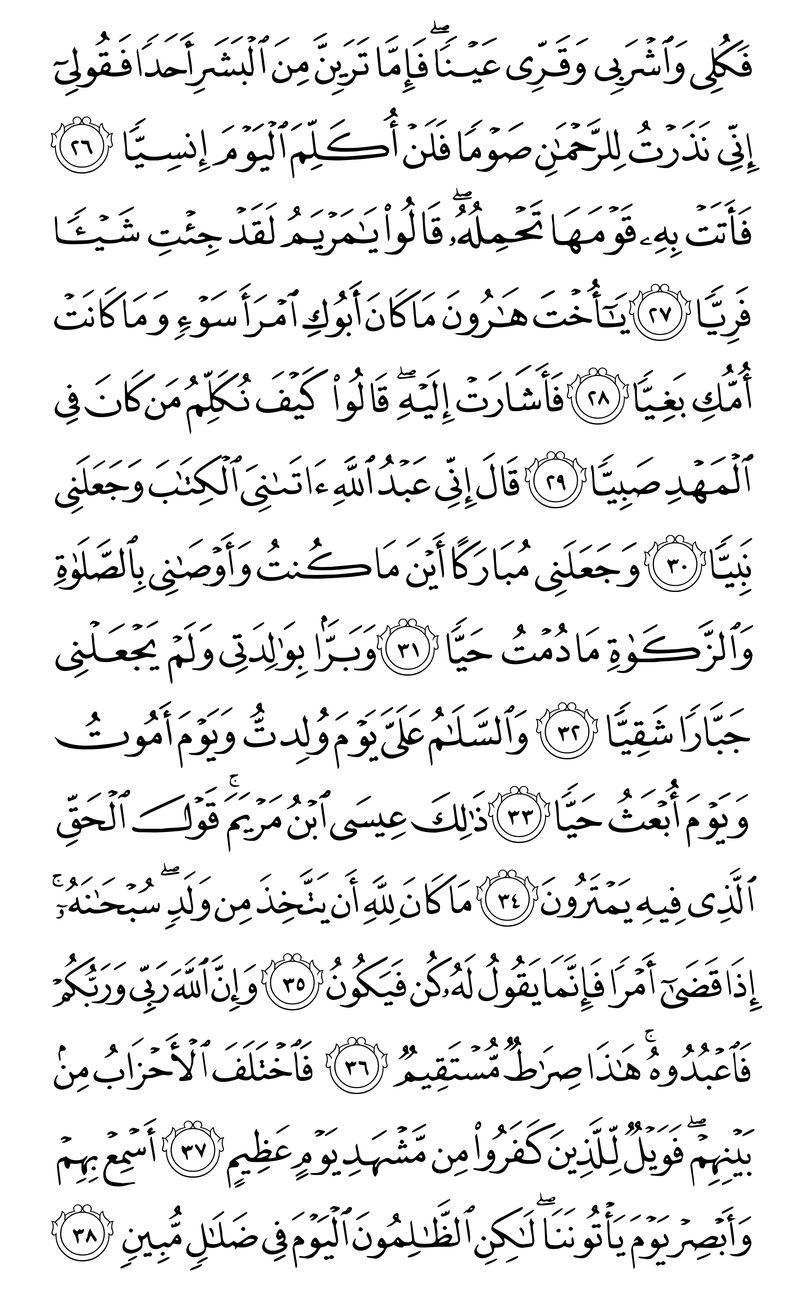 فَكُلِى وَٱشْرَبِى وَقَرِّى عَيْنًاۖ فَإِمَّا تَرَيِنَّ مِنَ ٱلْبَشَرِ أَحَدًا فَقُولِىٓ
إِنِّى نَذَرْتُ لِلرَّحْمَٰنِ صَوْمًا فَلَنْ أُكَلِّمَ ٱلْيَوْمَ إِنسِيًّا ٢٦
فَأَتَتْ بِهِۦ قَوْمَهَا تَحْمِلُهُۥۖ قَالُوا۟ يَٰمَرْيَمُ لَقَدْ جِئْتِ شَيْـًٔا
فَرِيًّا ٢٧ يَٰٓأُخْتَ هَٰرُونَ مَا كَانَ أَبُوكِ ٱمْرَأَ سَوْءٍ وَمَا كَانَتْ
أُمُّكِ بَغِيًّا ٢٨ فَأَشَارَتْ إِلَيْهِۖ قَالُوا۟ كَيْفَ نُكَلِّمُ مَن كَانَ فِى
ٱلْمَهْدِ صَبِيًّا ٢٩ قَالَ إِنِّى عَبْدُ ٱللَّهِ ءَاتَىٰنِىَ ٱلْكِتَٰبَ وَجَعَلَنِى
نَبِيًّا ٣٠ وَجَعَلَنِى مُبَارَكًا أَيْنَ مَا كُنتُ وَأَوْصَٰنِى بِٱلصَّلَوٰةِ
وَٱلزَّكَوٰةِ مَا دُمْتُ حَيًّا ٣١ وَبَرًّۢا بِوَٰلِدَتِى وَلَمْ يَجْعَلْنِى
جَبَّارًا شَقِيًّا ٣٢ وَٱلسَّلَٰمُ عَلَىَّ يَوْمَ وُلِدتُّ وَيَوْمَ أَمُوتُ
وَيَوْمَ أُبْعَثُ حَيًّا ٣٣ ذَٰلِكَ عِيسَى ٱبْنُ مَرْيَمَۚ قَوْلَ ٱلْحَقِّ
ٱلَّذِى فِيهِ يَمْتَرُونَ ٣٤ مَا كَانَ لِلَّهِ أَن يَتَّخِذَ مِن وَلَدٍۖ سُبْحَٰنَهُۥٓۚ
إِذَا قَضَىٰٓ أَمْرًا فَإِنَّمَا يَقُولُ لَهُۥ كُن فَيَكُونُ ٣٥ وَإِنَّ ٱللَّهَ رَبِّى وَرَبُّكُمْ
فَٱعْبُدُوهُۚ هَٰذَا صِرَٰطٌ مُّسْتَقِيمٌ ٣٦ فَٱخْتَلَفَ ٱلْأَحْزَابُ مِنۢ
بَيْنِهِمْۖ فَوَيْلٌ لِّلَّذِينَ كَفَرُوا۟ مِن مَّشْهَدِ يَوْمٍ عَظِيمٍ ٣٧ أَسْمِعْ بِهِمْ
وَأَبْصِرْ يَوْمَ يَأْتُونَنَاۖ لَٰكِنِ ٱلظَّٰلِمُونَ ٱلْيَوْمَ فِى ضَلَٰلٍ مُّبِينٍ ٣٨